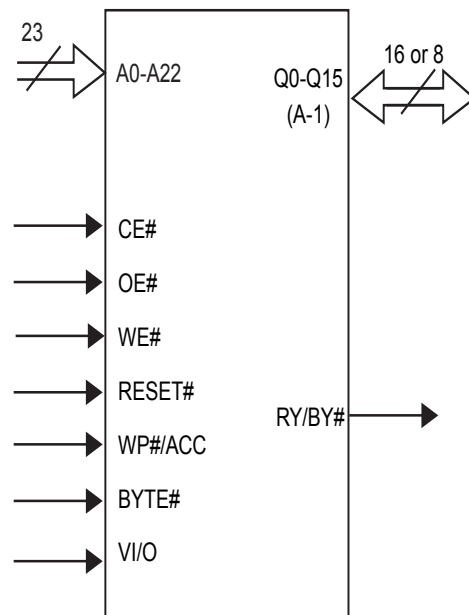 23
A0-A22
16 or 8
Q0-Q15
(A-1)
CE#
OE#
WE#
RESET#
RY/BY#
WP#/ACC
BYTE#
VI/O